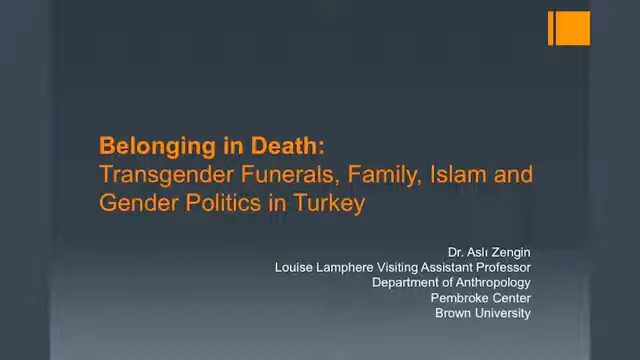 Belonging in Death:
Transgender Funerals, Family, Islam and
Gender Politics in Turkey
Dr. Aslı Zengin
Louise Lamphere Visiting Assistant Professor
Department of Anthropology
Pembroke Center
Brown University